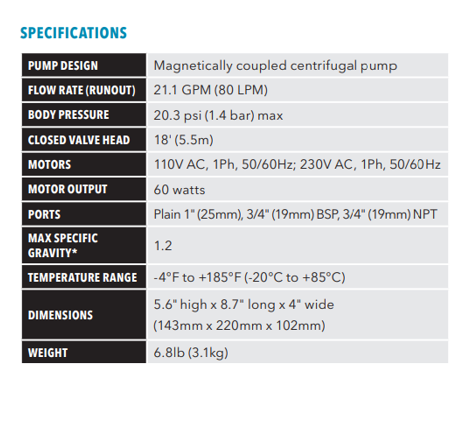 SPECIFICATIONS
PUMP DESIGN Magnetically coupled centrifugal pump
FLOW RATE (RUNOUT) 21.1 GPM (80 LPM)
BODY PRESSURE 20.3 psi (1.4 bar) max
CLOSED VALVE HEAD 18' (5.5m)
MOTORS 110V AC, 1Ph, 50/60Hz; 230V AC, 1Ph, 50/60Hz
MOTOR OUTPUT 60 watts
PORTS Plain 1" (25mm), 3/4" (19mm) BSP, 3/4" (19mm) NPT
MAX SPECIFIC
GRAVITY* 1.2
TEMPERATURE RANGE -4°F to +185°F (-20°C to +85°C)
DIMENSIONS 5.6" high x 8.7" long x 4" wide
(143mm x 220mm x 102mm)
WEIGHT 6.8lb (3.1kg)